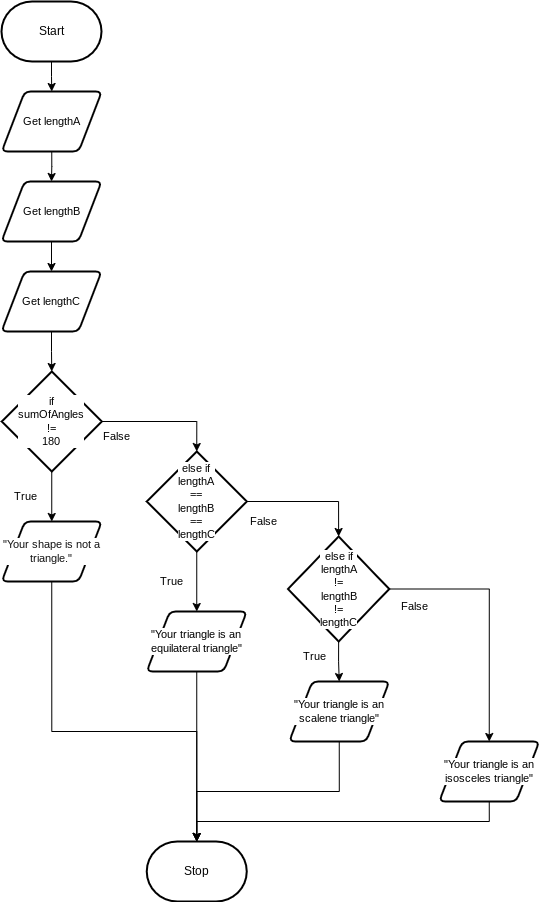 Start
Get lengthA
Get lengthB
Get lengthC
if
sumOfAngles
!=
180
False
True
"Your shape is not a
triangle."
else if
lengthA
==
lengthB
==
lengthC
False
True
"Your triangle is an
equilateral triangle"
else if
lengthA
!=
lengthB
!=
lengthC
False
True
"Your triangle is an
scalene triangle"
"Your triangle is an
isosceles triangle"
Stop